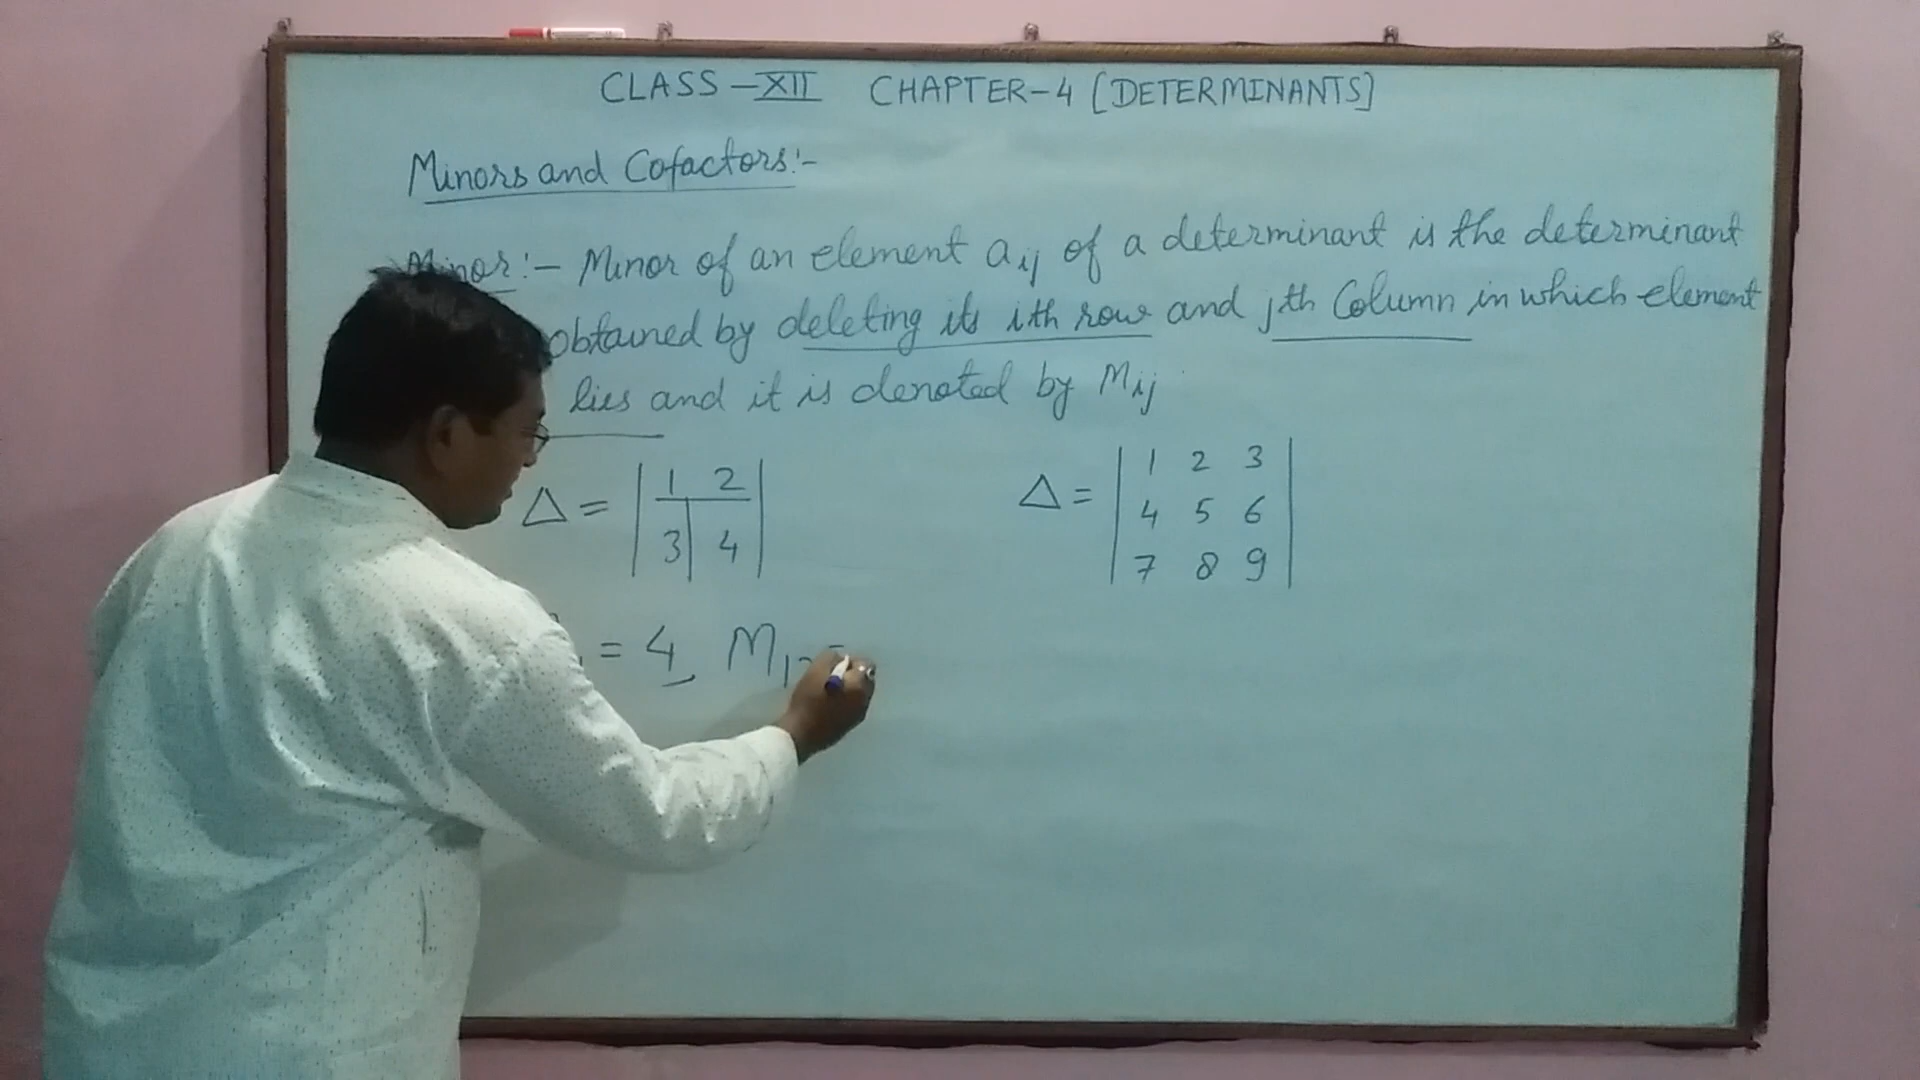 CLASS - XII CHAPTER-4 [DETERMINANTS]
Minors and Cofactors:-
Minor:- Minor of an element aij of a determinant is the determinant
obtained by deleting its ith row and jth Column in which element
lies and it is denoted by Mij
Δ = | 1 2 | Δ = | 1 2 3 |
| 3 4 | | 4 5 6 |
| 7 8 9 |
= 4 M12 =